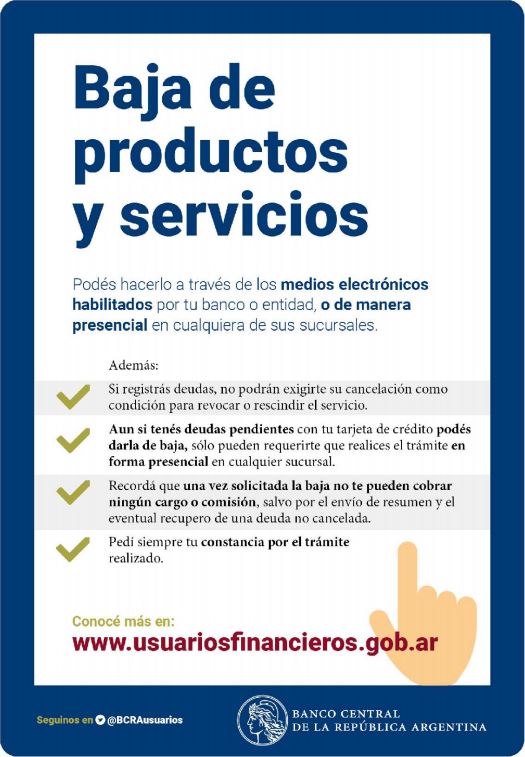 Baja de
productos
y servicios
Podés hacerlo a través de los medios electrónicos
habilitados por tu banco o entidad, o de manera
presencial en cualquiera de sus sucursales.
Además:
Si registrás deudas, no podrán exigirte su cancelación como
condición para revocar o rescindir el servicio.
Aun si tenés deudas pendientes con tu tarjeta de crédito podés
darla de baja, sólo pueden requerirte que realices el trámite en
forma presencial en cualquier sucursal.
Recordá que una vez solicitada la baja no te pueden cobrar
ningún cargo o comisión, salvo por el envío de resumen y el
eventual recupero de una deuda no cancelada.
Pedí siempre tu constancia por el trámite
realizado.
Conocé más en:
www.usuariosfinancieros.gob.ar
Seguinos en @BCRAusuarios
BANCO CENTRAL
DE LA REPÚBLICA ARGENTINA